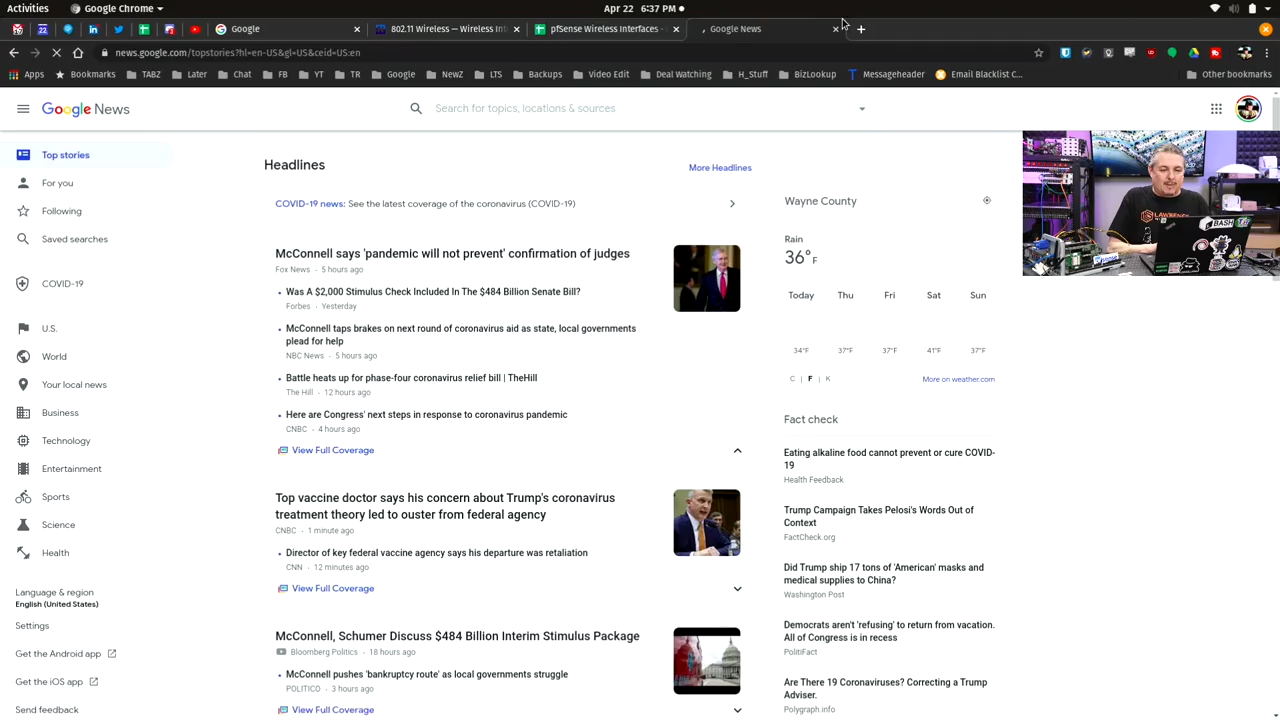 Activities
Google Chrome
Apr 22 6:37 PM
Google
802.11 Wireless — Wireless Int
pfSense Wireless Interfaces -
Google News
news.google.com/topstories?hl=en-US&gl=US&ceid=US:en
Apps
Bookmarks
TABZ
Later
Chat
FB
YT
TR
Google
NewZ
LTS
Backups
Video Edit
Deal Watching
H_Stuff
BizLookup
Messageheader
Email Blacklist C...
Other bookmarks
Google News
Search for topics, locations & sources
Top stories
For you
Following
Saved searches
COVID-19
U.S.
World
Your local news
Business
Technology
Entertainment
Sports
Science
Health
Language & region
English (United States)
Settings
Get the Android app
Get the iOS app
Send feedback
Headlines
More Headlines
COVID-19 news: See the latest coverage of the coronavirus (COVID-19)
McConnell says 'pandemic will not prevent' confirmation of judges
Fox News · 5 hours ago
Was A $2,000 Stimulus Check Included In The $484 Billion Senate Bill?
Forbes · Yesterday
McConnell taps brakes on next round of coronavirus aid as state, local governments
plead for help
NBC News · 5 hours ago
Battle heats up for phase-four coronavirus relief bill | TheHill
The Hill · 12 hours ago
Here are Congress' next steps in response to coronavirus pandemic
CNBC · 4 hours ago
View Full Coverage
Top vaccine doctor says his concern about Trump's coronavirus
treatment theory led to ouster from federal agency
CNBC · 1 minute ago
Director of key federal vaccine agency says his departure was retaliation
CNN · 12 minutes ago
View Full Coverage
McConnell, Schumer Discuss $484 Billion Interim Stimulus Package
Bloomberg Politics · 18 hours ago
McConnell pushes 'bankruptcy route' as local governments struggle
POLITICO · 3 hours ago
View Full Coverage
Wayne County
Rain
36°F
Today Thu Fri Sat Sun
34°F 37°F 37°F 41°F 37°F
C | F | K
More on weather.com
Fact check
Eating alkaline food cannot prevent or cure COVID-
19
Health Feedback
Trump Campaign Takes Pelosi's Words Out of
Context
FactCheck.org
Did Trump ship 17 tons of 'American' masks and
medical supplies to China?
Washington Post
Democrats aren't 'refusing' to return from vacation.
All of Congress is in recess
PolitiFact
Are There 19 Coronaviruses? Correcting a Trump
Adviser.
Polygraph.info
LAWRENCE
BASH